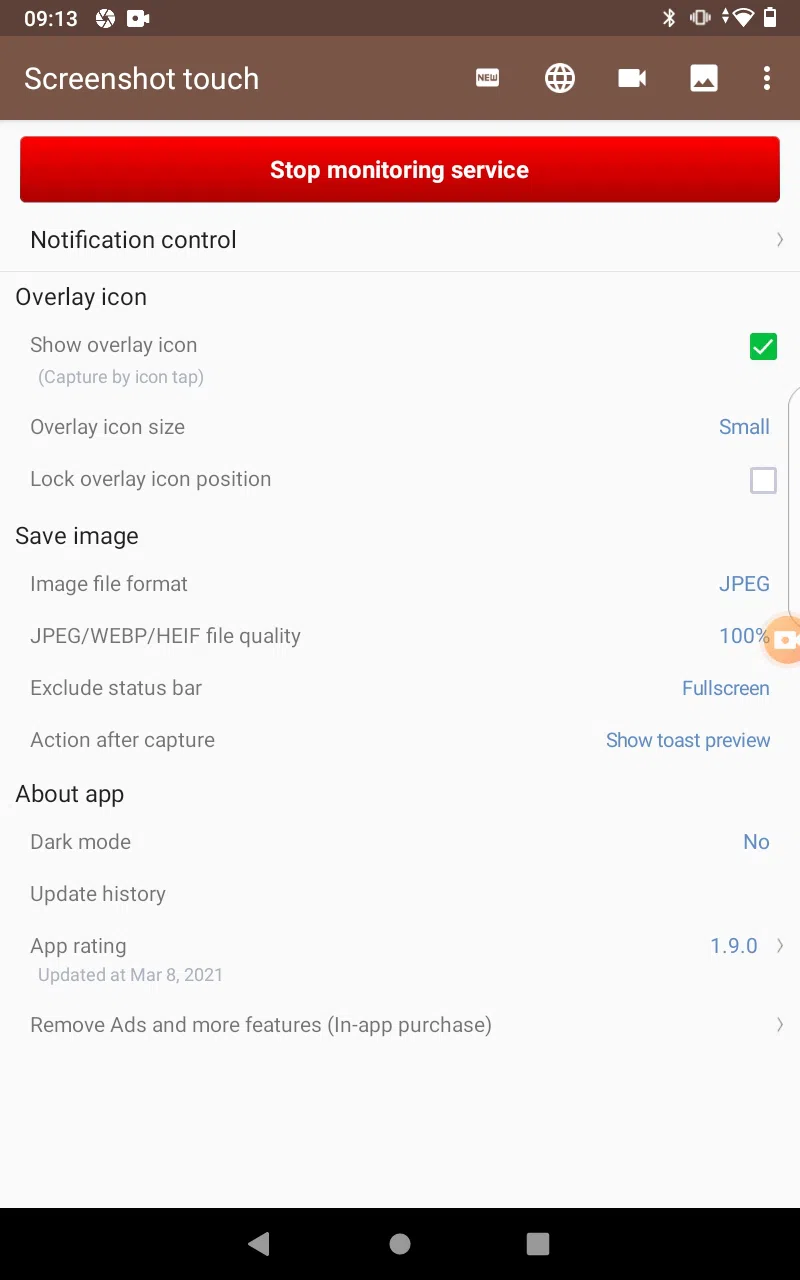 09:13
Screenshot touch NEW
Stop monitoring service
Notification control
Overlay icon
Show overlay icon
(Capture by icon tap)
Overlay icon size Small
Lock overlay icon position
Save image
Image file format JPEG
JPEG/WEBP/HEIF file quality 100%
Exclude status bar Fullscreen
Action after capture Show toast preview
About app
Dark mode No
Update history
App rating 1.9.0
Updated at Mar 8, 2021
Remove Ads and more features (In-app purchase)